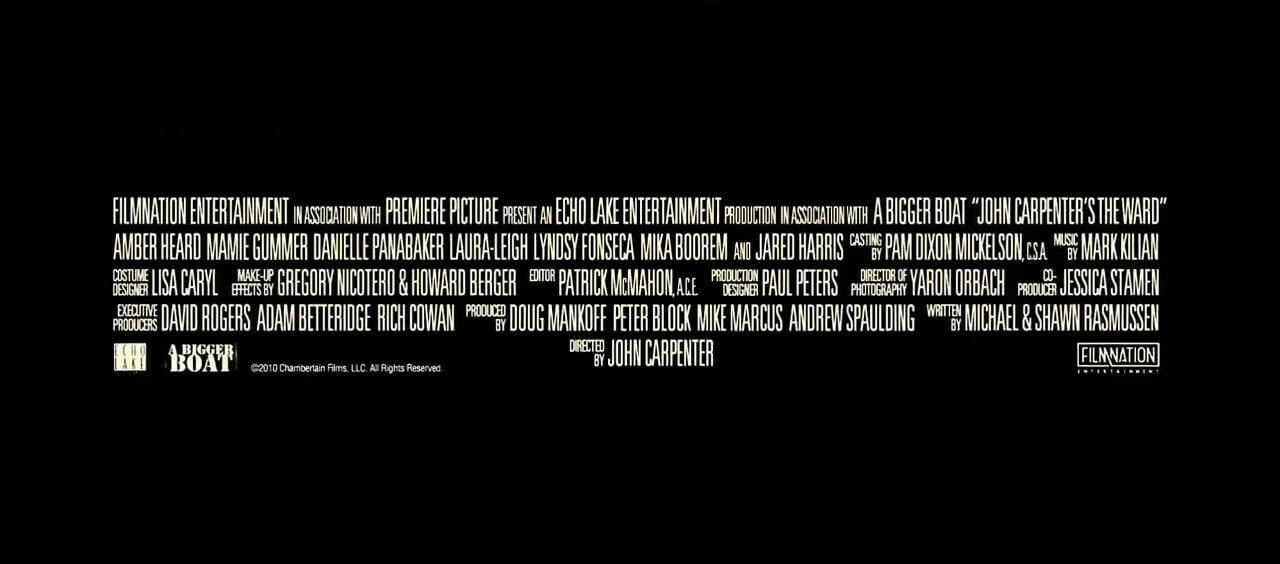 FILMNATION ENTERTAINMENT IN ASSOCIATION WITH PREMIERE PICTURE PRESENT AN ECHO LAKE ENTERTAINMENT PRODUCTION IN ASSOCIATION WITH A BIGGER BOAT "JOHN CARPENTER'S THE WARD"
AMBER HEARD MAMIE GUMMER DANIELLE PANABAKER LAURA-LEIGH LYNDSY FONSECA MIKA BOOREM AND JARED HARRIS CASTING BY PAM DIXON MICKELSON, C.S.A. MUSIC BY MARK KILIAN
COSTUME DESIGNER LISA CARYL MAKE-UP EFFECTS BY GREGORY NICOTERO & HOWARD BERGER EDITOR PATRICK McMAHON, A.C.E. PRODUCTION DESIGNER PAUL PETERS DIRECTOR OF PHOTOGRAPHY YARON ORBACH CO-PRODUCER JESSICA STAMEN
EXECUTIVE PRODUCERS DAVID ROGERS ADAM BETTERIDGE RICH COWAN PRODUCED BY DOUG MANKOFF PETER BLOCK MIKE MARCUS ANDREW SPAULDING WRITTEN BY MICHAEL & SHAWN RASMUSSEN
DIRECTED BY JOHN CARPENTER
ECHO LAKE A BIGGER BOAT ©2010 Chamberlain Films, LLC. All Rights Reserved. FILMNATION ENTERTAINMENT